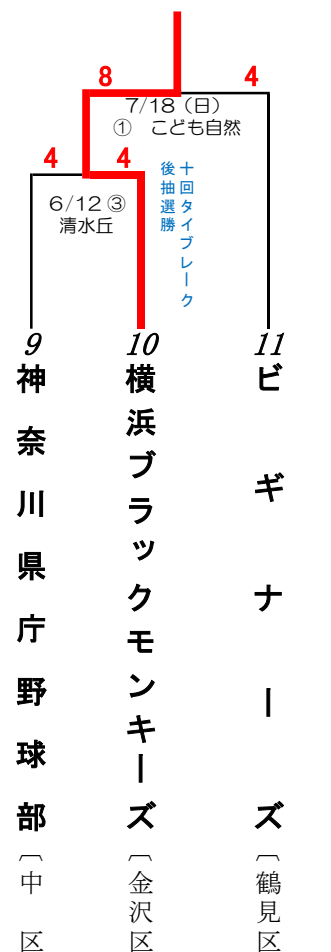 8
4
7/18（日）
① こども自然
4
4
6/12 ③
清水丘
十回タイブレーク
後抽選勝
9
10
11
神奈川県庁野球部〔中区
横浜ブラックモンキーズ〔金沢区
ビギナーズ〔鶴見区